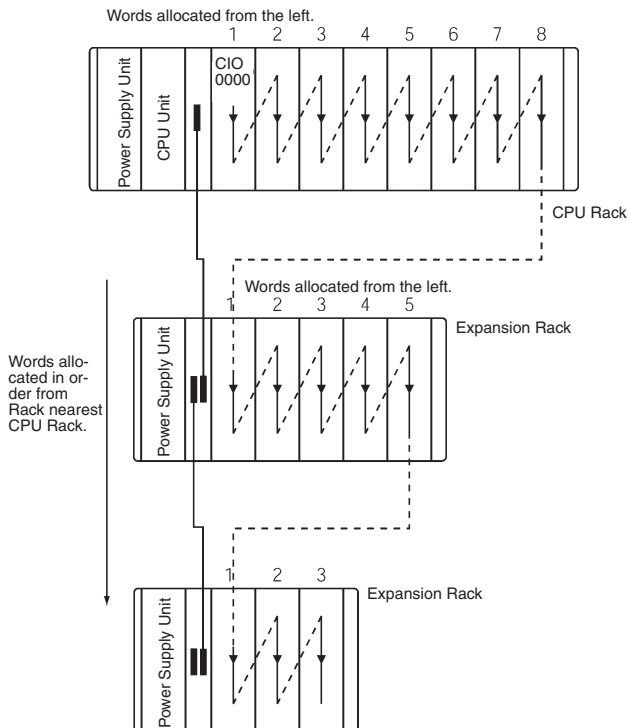 Words allocated from the left.
1 2 3 4 5 6 7 8
Power Supply Unit
CPU Unit
CIO
0000
CPU Rack
Words allocated from the left.
1 2 3 4 5
Power Supply Unit
Expansion Rack
Words allo-
cated in or-
der from
Rack nearest
CPU Rack.
1 2 3
Power Supply Unit
Expansion Rack